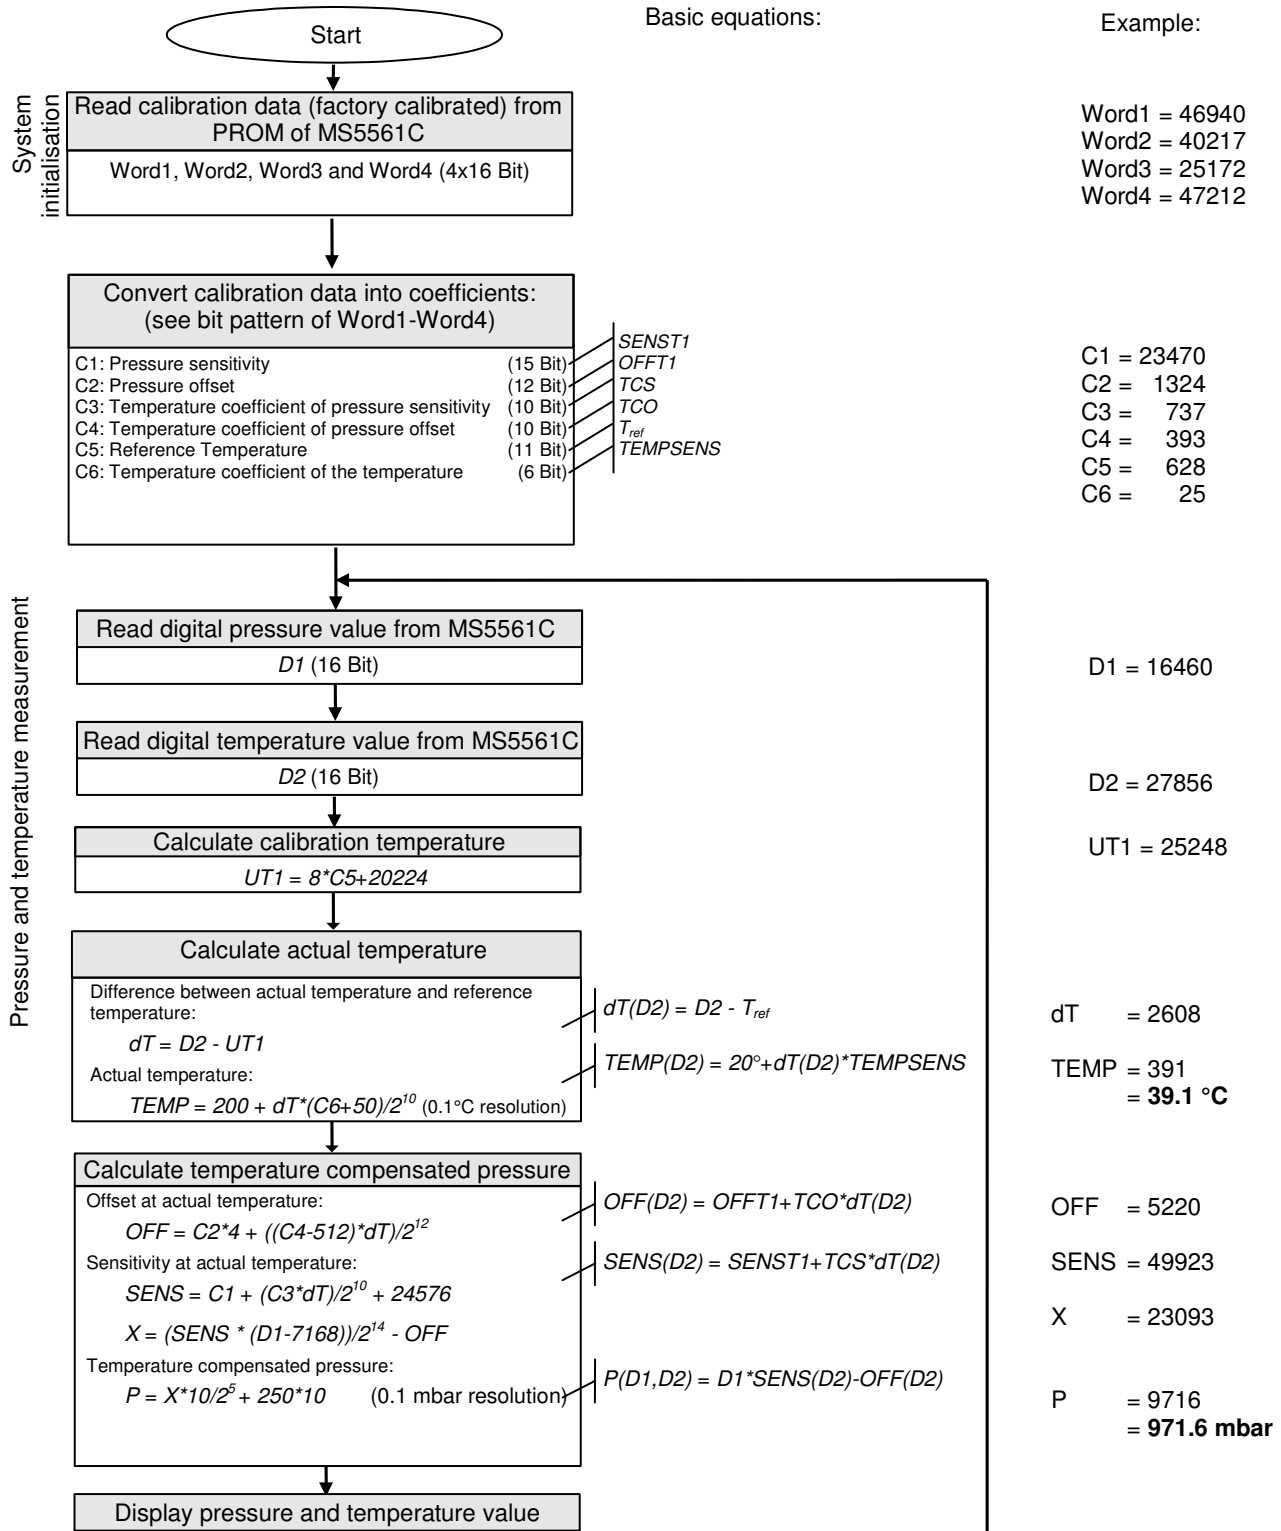 Basic equations:
Example:
Start
System initialisation
Read calibration data (factory calibrated) from
PROM of MS5561C
Word1, Word2, Word3 and Word4 (4x16 Bit)
Word1 = 46940
Word2 = 40217
Word3 = 25172
Word4 = 47212
Convert calibration data into coefficients:
(see bit pattern of Word1-Word4)
C1: Pressure sensitivity (15 Bit)
C2: Pressure offset (12 Bit)
C3: Temperature coefficient of pressure sensitivity (10 Bit)
C4: Temperature coefficient of pressure offset (10 Bit)
C5: Reference Temperature (11 Bit)
C6: Temperature coefficient of the temperature (6 Bit)
SENST1
OFFT1
TCS
TCO
T_ref
TEMPSENS
C1 = 23470
C2 = 1324
C3 = 737
C4 = 393
C5 = 628
C6 = 25
Pressure and temperature measurement
Read digital pressure value from MS5561C
D1 (16 Bit)
D1 = 16460
Read digital temperature value from MS5561C
D2 (16 Bit)
D2 = 27856
Calculate calibration temperature
UT1 = 8*C5+20224
UT1 = 25248
Calculate actual temperature
Difference between actual temperature and reference
temperature:
dT = D2 - UT1
dT(D2) = D2 - T_ref
dT = 2608
Actual temperature:
TEMP = 200 + dT*(C6+50)/2^10 (0.1°C resolution)
TEMP(D2) = 20°+dT(D2)*TEMPSENS
TEMP = 391
= 39.1 °C
Calculate temperature compensated pressure
Offset at actual temperature:
OFF = C2*4 + ((C4-512)*dT)/2^12
OFF(D2) = OFFT1+TCO*dT(D2)
OFF = 5220
Sensitivity at actual temperature:
SENS = C1 + (C3*dT)/2^10 + 24576
SENS(D2) = SENST1+TCS*dT(D2)
SENS = 49923
X = (SENS * (D1-7168))/2^14 - OFF
X = 23093
Temperature compensated pressure:
P = X*10/2^5 + 250*10 (0.1 mbar resolution)
P(D1,D2) = D1*SENS(D2)-OFF(D2)
P = 9716
= 971.6 mbar
Display pressure and temperature value